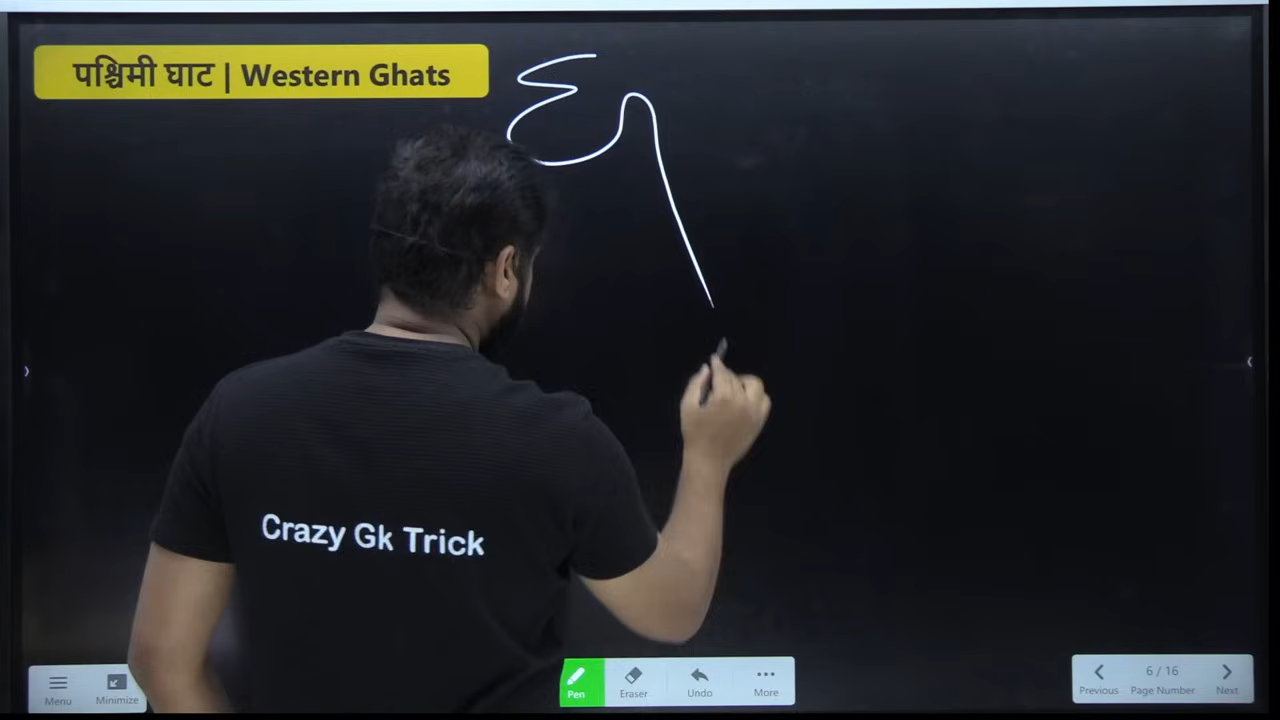 पश्चिमी घाट | Western Ghats
Crazy Gk Trick
Menu
Minimize
Pen
Eraser
Undo
More
Previous
6 / 16
Page Number
Next